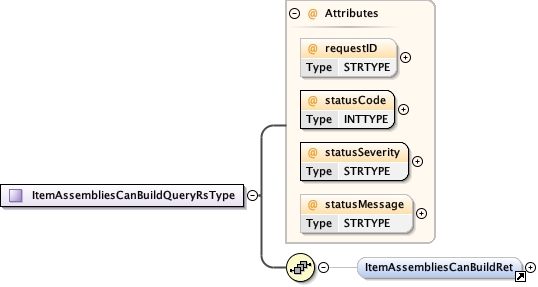 @ Attributes
@ requestID
Type STRTYPE
@ statusCode
Type INTTYPE
@ statusSeverity
Type STRTYPE
@ statusMessage
Type STRTYPE
ItemAssembliesCanBuildQueryRsType
ItemAssembliesCanBuildRet